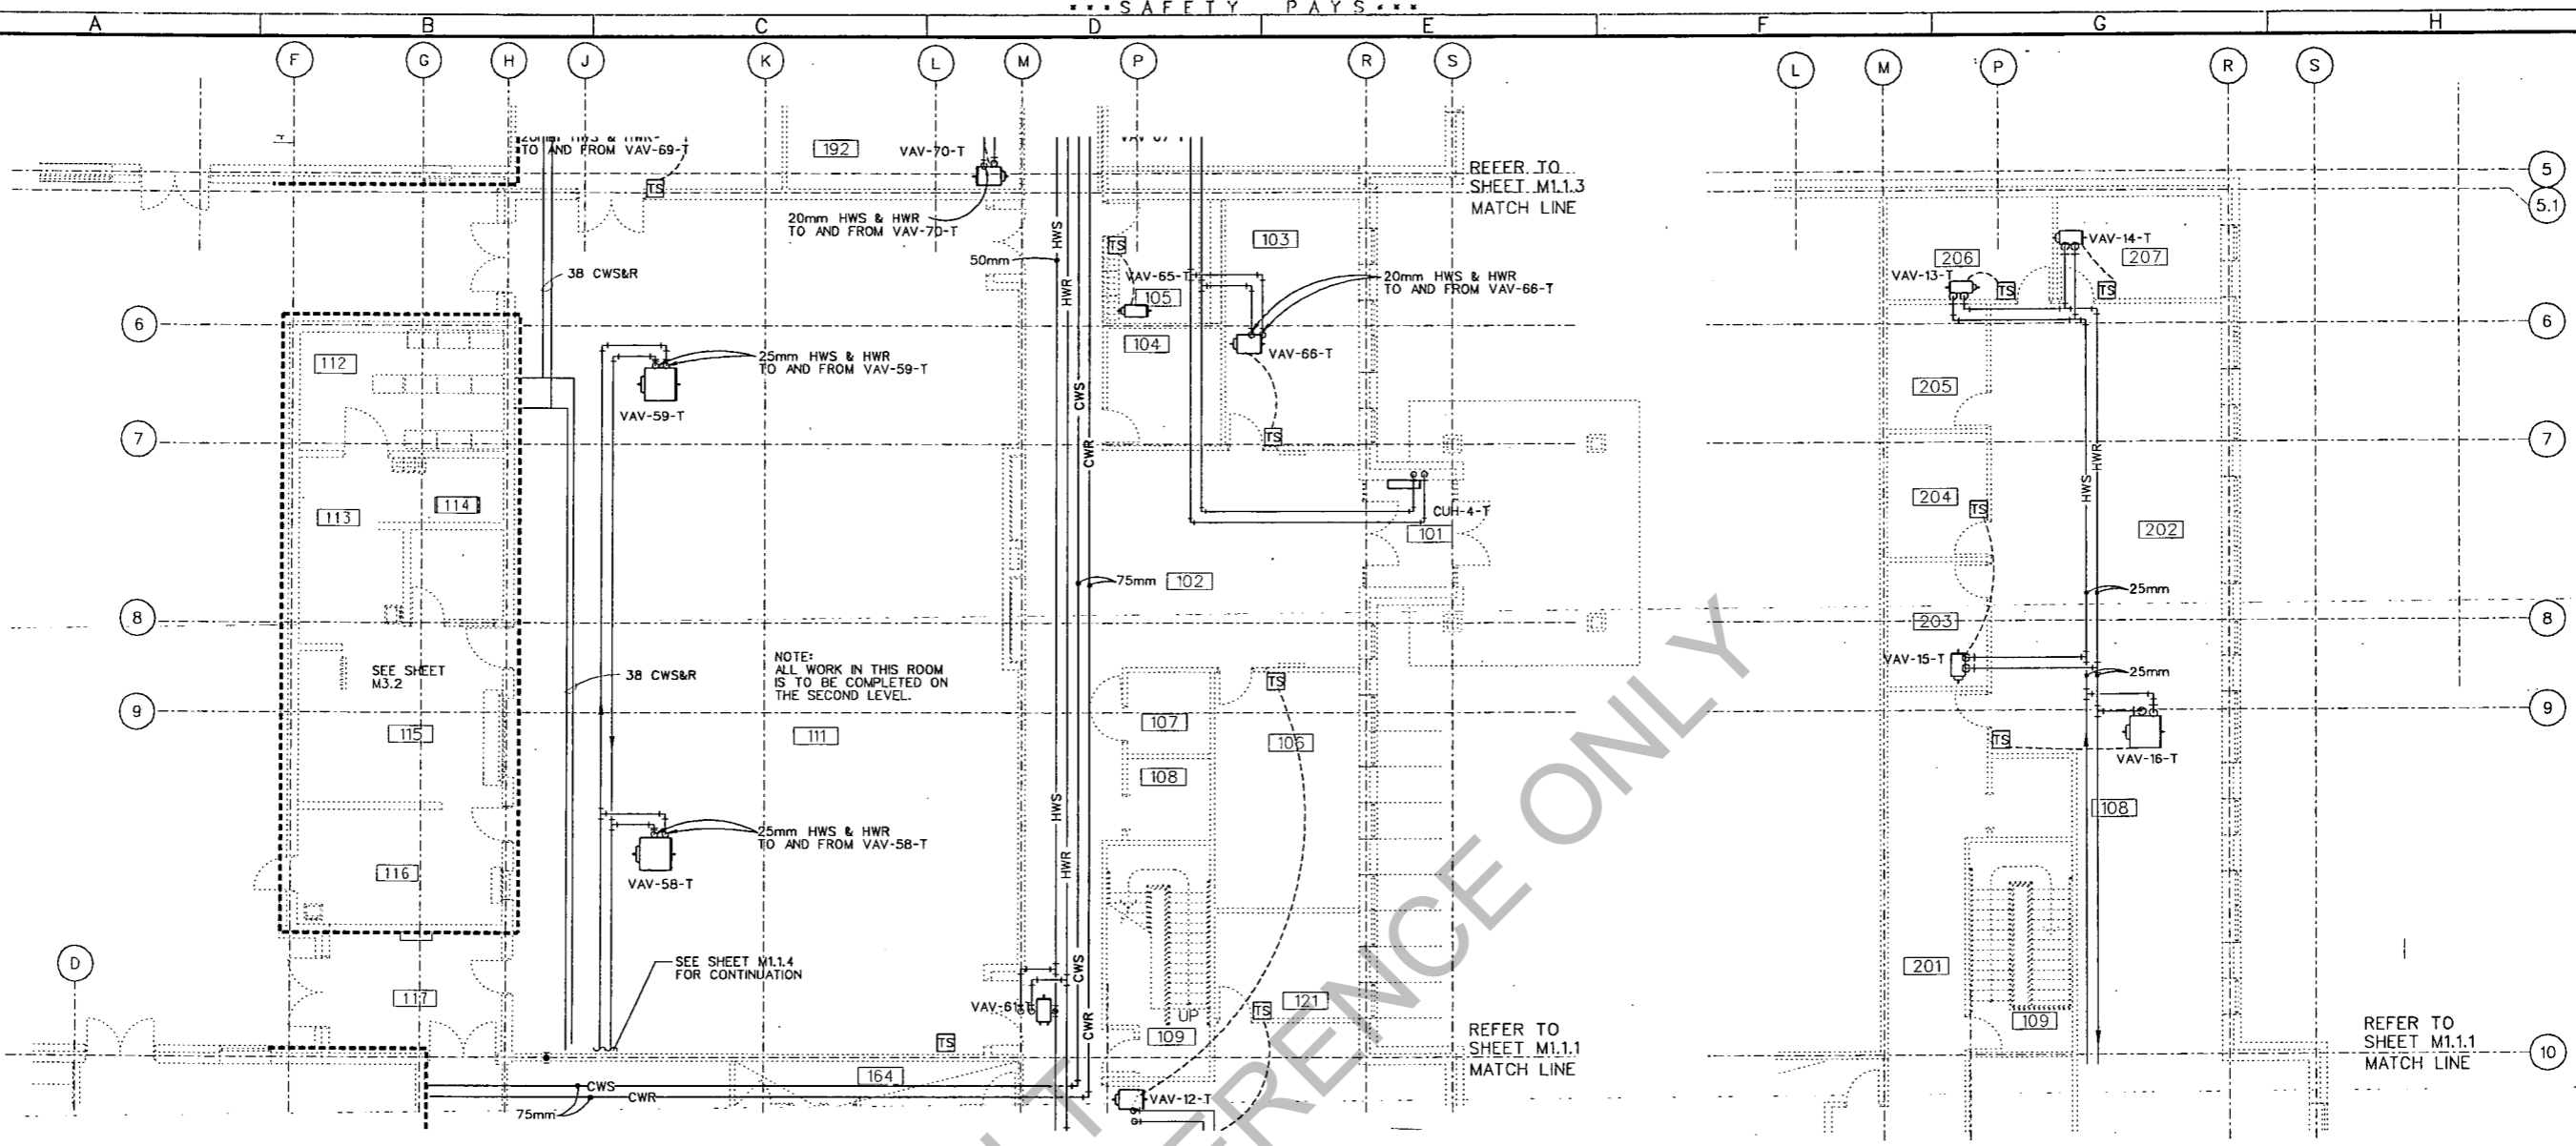 •••SAFETY PAYS•••
A B C D E F G H
F G H J K L M P R S L M P R S
TO AND FROM VAV-69-T
192
VAV-70-T
TS
REFER TO
SHEET M1.1.3
MATCH LINE
5
5.1
20mm HWS & HWR
TO AND FROM VAV-70-T
HWS
50mm
TS
103
38 CWS&R
HWR
VAV-65-T
105
20mm HWS & HWR
TO AND FROM VAV-66-T
VAV-14-T
206
207
VAV-13-T
TS
TS
6
6
112
104
VAV-66-T
25mm HWS & HWR
TO AND FROM VAV-59-T
VAV-59-T
CWS
205
7
TS
7
CWR
HWR
HWS
113
114
204
TS
CUH-4-T
101
202
75mm
102
25mm
8
203
8
SEE SHEET
M3.2
38 CWS&R
NOTE:
ALL WORK IN THIS ROOM
IS TO BE COMPLETED ON
THE SECOND LEVEL.
TS
VAV-15-T
25mm
9
107
9
115
111
106
TS
VAV-16-T
108
HWS
108
25mm HWS & HWR
TO AND FROM VAV-58-T
HWR
116
VAV-58-T
D
SEE SHEET M1.1.4
FOR CONTINUATION
CWS
201
117
VAV-61-T
121
UP
TS
109
TS
CWR
109
REFER TO
SHEET M1.1.1
MATCH LINE
REFER TO
SHEET M1.1.1
MATCH LINE
10
164
CWS
CWR
75mm
VAV-12-T
ENCE ONLY